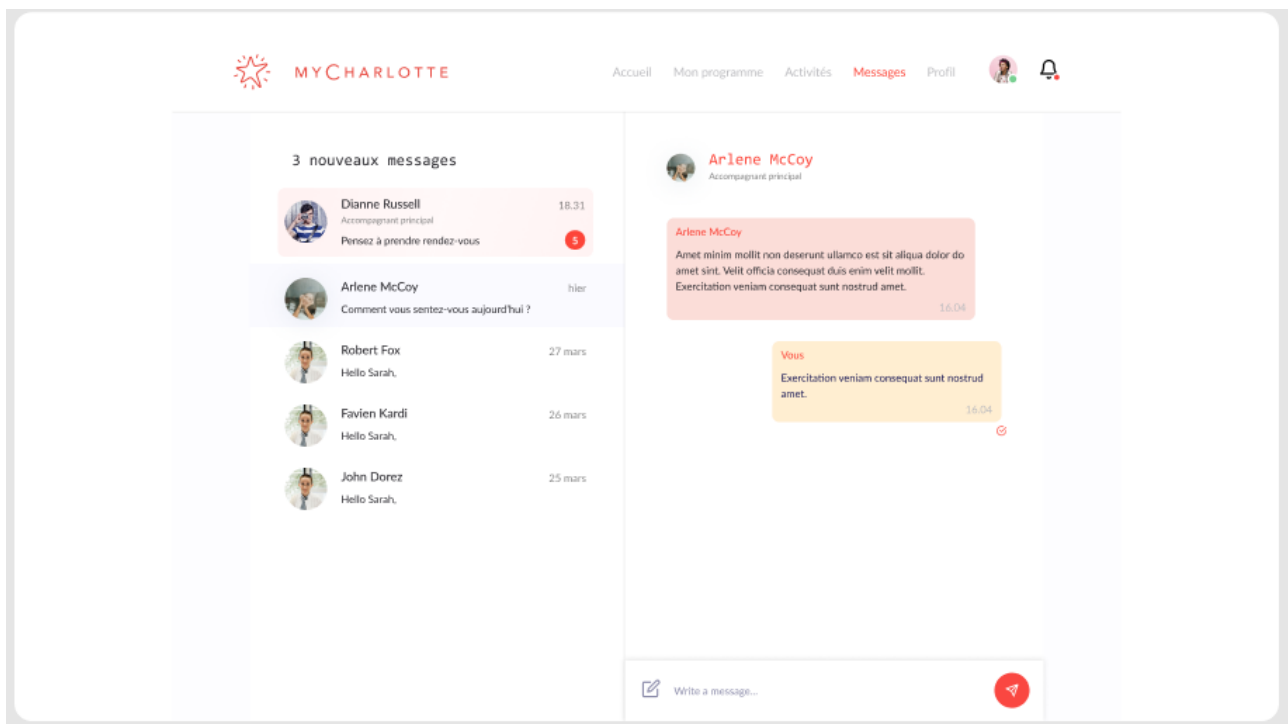 MYCHARLOTTE
Accueil Mon programme Activités Messages Profil
3 nouveaux messages
Dianne Russell 18.31
Accompagnant principal
Pensez à prendre rendez-vous 5
Arlene McCoy hier
Comment vous sentez-vous aujourd'hui ?
Robert Fox 27 mars
Hello Sarah,
Favien Kardi 26 mars
Hello Sarah,
John Dorez 25 mars
Hello Sarah,
Arlene McCoy
Accompagnant principal
Arlene McCoy
Amet minim mollit non deserunt ullamco est sit aliqua dolor do
amet sint. Velit officia consequat duis enim velit mollit.
Exercitation veniam consequat sunt nostrud amet.
16.04
Vous
Exercitation veniam consequat sunt nostrud
amet.
16.04
Write a message...